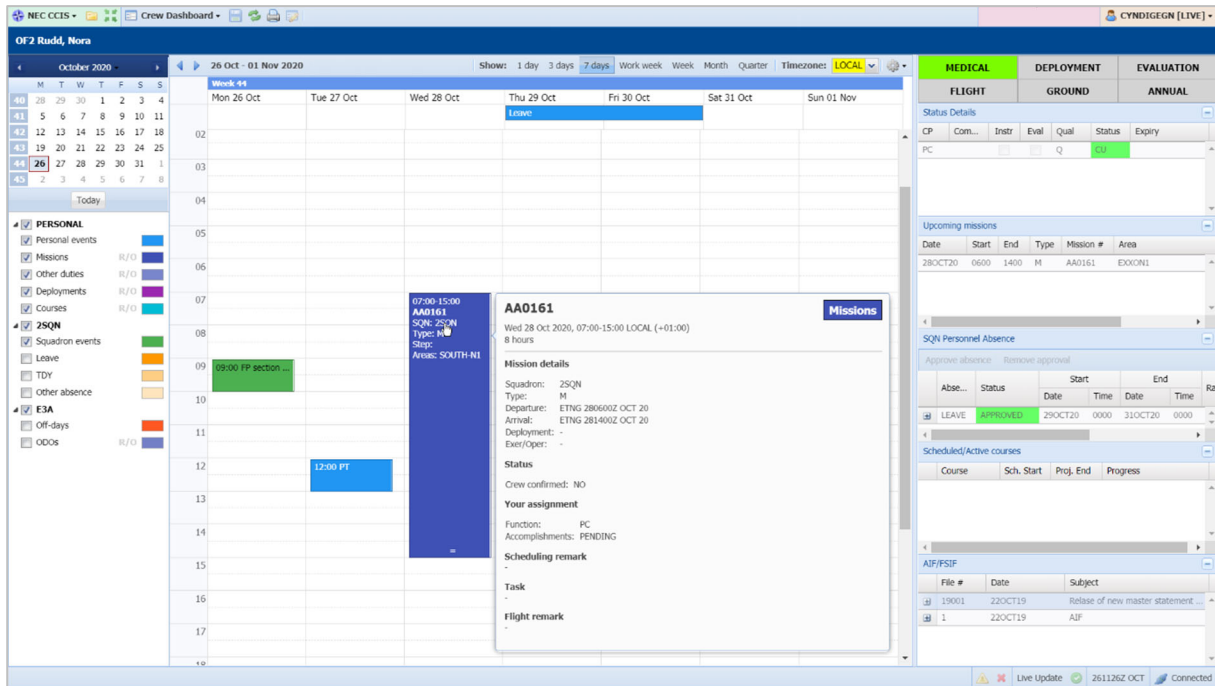 NEC CCIS Crew Dashboard CYNDIGEGN [LIVE]
OF2 Rudd, Nora
October 2020
M T W T F S S
40 28 29 30 1 2 3 4
41 5 6 7 8 9 10 11
42 12 13 14 15 16 17 18
43 19 20 21 22 23 24 25
44 26 27 28 29 30 31 1
45 2 3 4 5 6 7 8
Today
PERSONAL
Personal events
Missions R/O
Other duties R/O
Deployments R/O
Courses R/O
2SQN
Squadron events
Leave
TDY
Other absence
E3A
Off-days
ODOs R/O
26 Oct - 01 Nov 2020 Show: 1 day 3 days 7 days Work week Week Month Quarter Timezone: LOCAL
Week 44
Mon 26 Oct Tue 27 Oct Wed 28 Oct Thu 29 Oct Fri 30 Oct Sat 31 Oct Sun 01 Nov
Leave
02
03
04
05
06
07
08
09
10
11
12
13
14
15
16
17
18
09:00 FP section ...
12:00 PT
07:00-15:00
AA0161
SQN: 2SQN
Type: M
Step:
Areas: SOUTH-N1
AA0161 Missions
Wed 28 Oct 2020, 07:00-15:00 LOCAL (+01:00)
8 hours
Mission details
Squadron: 2SQN
Type: M
Departure: ETNG 280600Z OCT 20
Arrival: ETNG 281400Z OCT 20
Deployment: -
Exer/Oper: -
Status
Crew confirmed: NO
Your assignment
Function: PC
Accomplishments: PENDING
Scheduling remark
-
Task
-
Flight remark
-
MEDICAL DEPLOYMENT EVALUATION
FLIGHT GROUND ANNUAL
Status Details
CP Com... Instr Eval Qual Status Expiry
PC Q CU
Upcoming missions
Date Start End Type Mission # Area
28OCT20 0600 1400 M AA0161 EXXON1
SQN Personnel Absence
Approve absence Remove approval
Abse... Status Start End Ra
Date Time Date Time
LEAVE APPROVED 29OCT20 0000 31OCT20 0000
Scheduled/Active courses
Course Sch. Start Proj. End Progress
AIF/FSIF
File # Date Subject
19001 22OCT19 Relase of new master statement ...
1 22OCT19 AIF
Live Update 261126Z OCT Connected